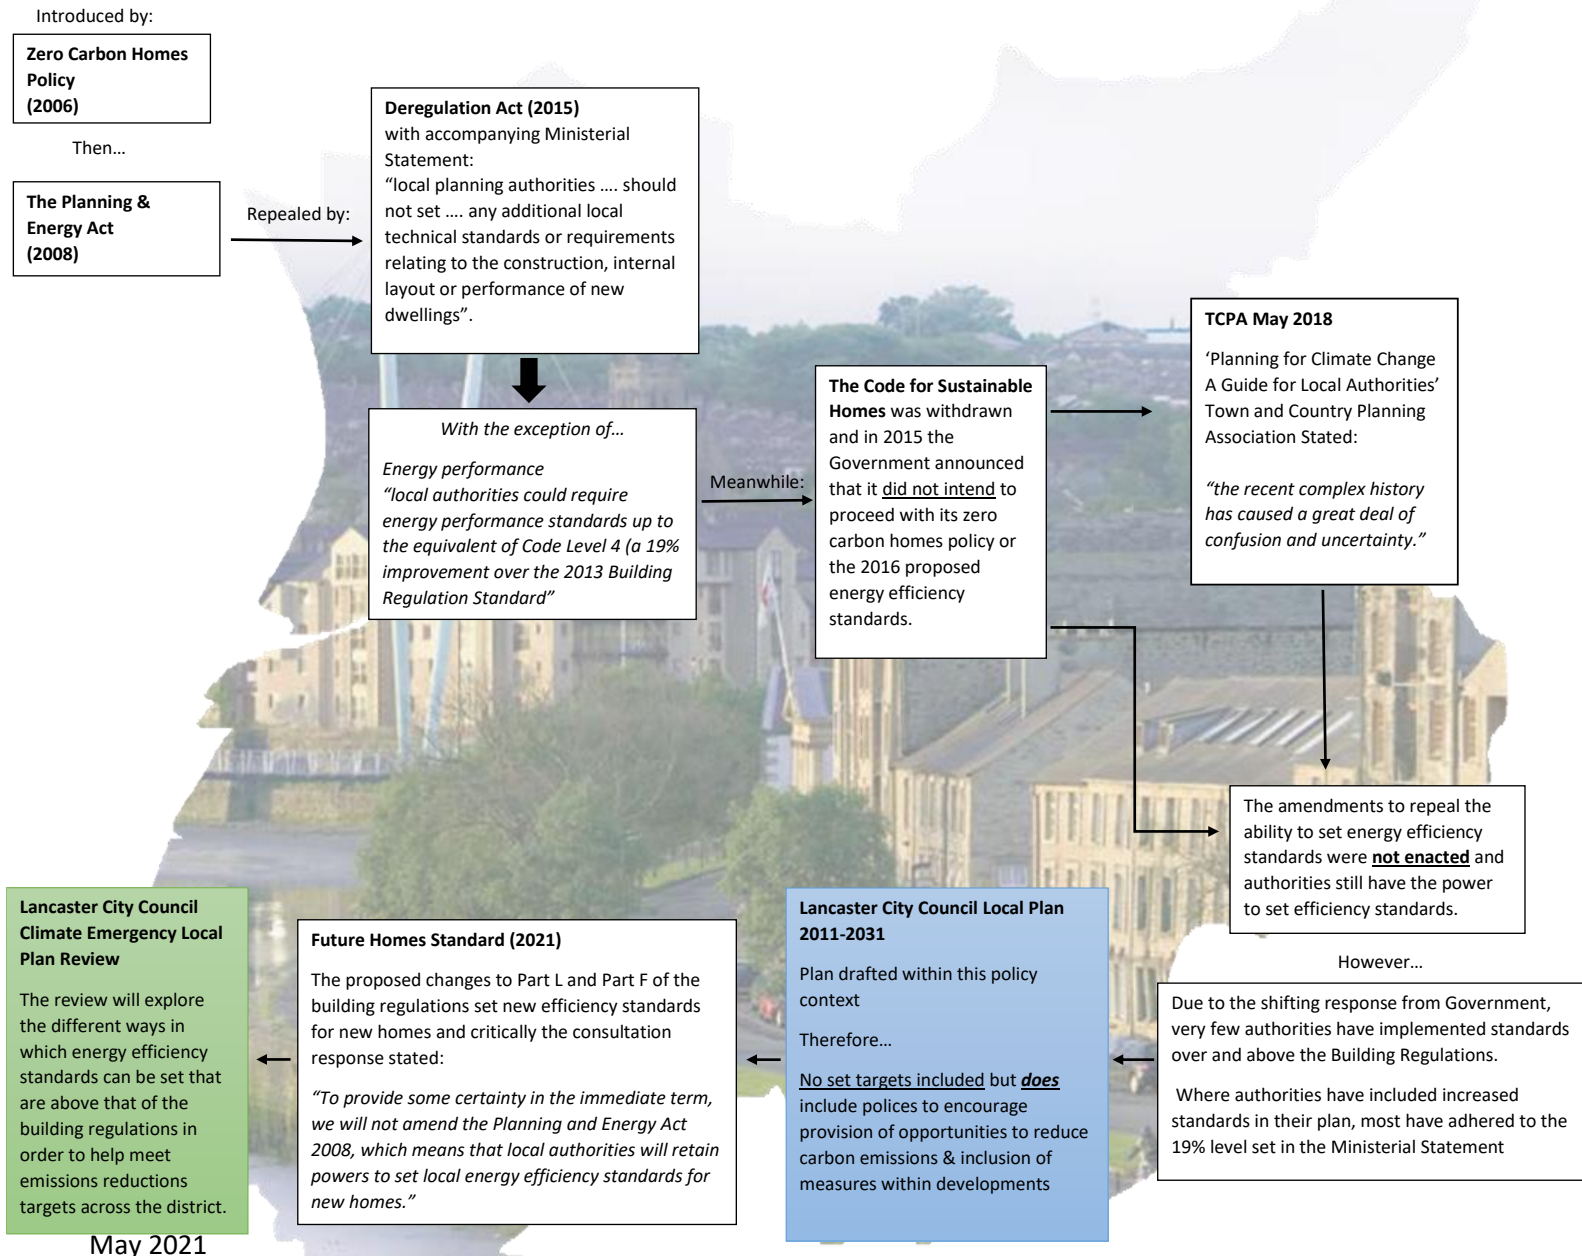 Introduced by:
Zero Carbon Homes
Policy
(2006)
Then...
The Planning &
Energy Act
(2008)
Repealed by:
Deregulation Act (2015)
with accompanying Ministerial
Statement:
“local planning authorities .... should
not set .... any additional local
technical standards or requirements
relating to the construction, internal
layout or performance of new
dwellings”.
With the exception of...
Energy performance
“local authorities could require
energy performance standards up to
the equivalent of Code Level 4 (a 19%
improvement over the 2013 Building
Regulation Standard”
Meanwhile:
The Code for Sustainable
Homes was withdrawn
and in 2015 the
Government announced
that it did not intend to
proceed with its zero
carbon homes policy or
the 2016 proposed
energy efficiency
standards.
TCPA May 2018
‘Planning for Climate Change
A Guide for Local Authorities’
Town and Country Planning
Association Stated:
“the recent complex history
has caused a great deal of
confusion and uncertainty.”
The amendments to repeal the
ability to set energy efficiency
standards were not enacted and
authorities still have the power
to set efficiency standards.
However...
Due to the shifting response from Government,
very few authorities have implemented standards
over and above the Building Regulations.
Where authorities have included increased
standards in their plan, most have adhered to the
19% level set in the Ministerial Statement
Lancaster City Council Local Plan
2011-2031
Plan drafted within this policy
context
Therefore...
No set targets included but does
include polices to encourage
provision of opportunities to reduce
carbon emissions & inclusion of
measures within developments
Future Homes Standard (2021)
The proposed changes to Part L and Part F of the
building regulations set new efficiency standards
for new homes and critically the consultation
response stated:
“To provide some certainty in the immediate term,
we will not amend the Planning and Energy Act
2008, which means that local authorities will retain
powers to set local energy efficiency standards for
new homes.”
Lancaster City Council
Climate Emergency Local
Plan Review
The review will explore
the different ways in
which energy efficiency
standards can be set that
are above that of the
building regulations in
order to help meet
emissions reductions
targets across the district.
May 2021